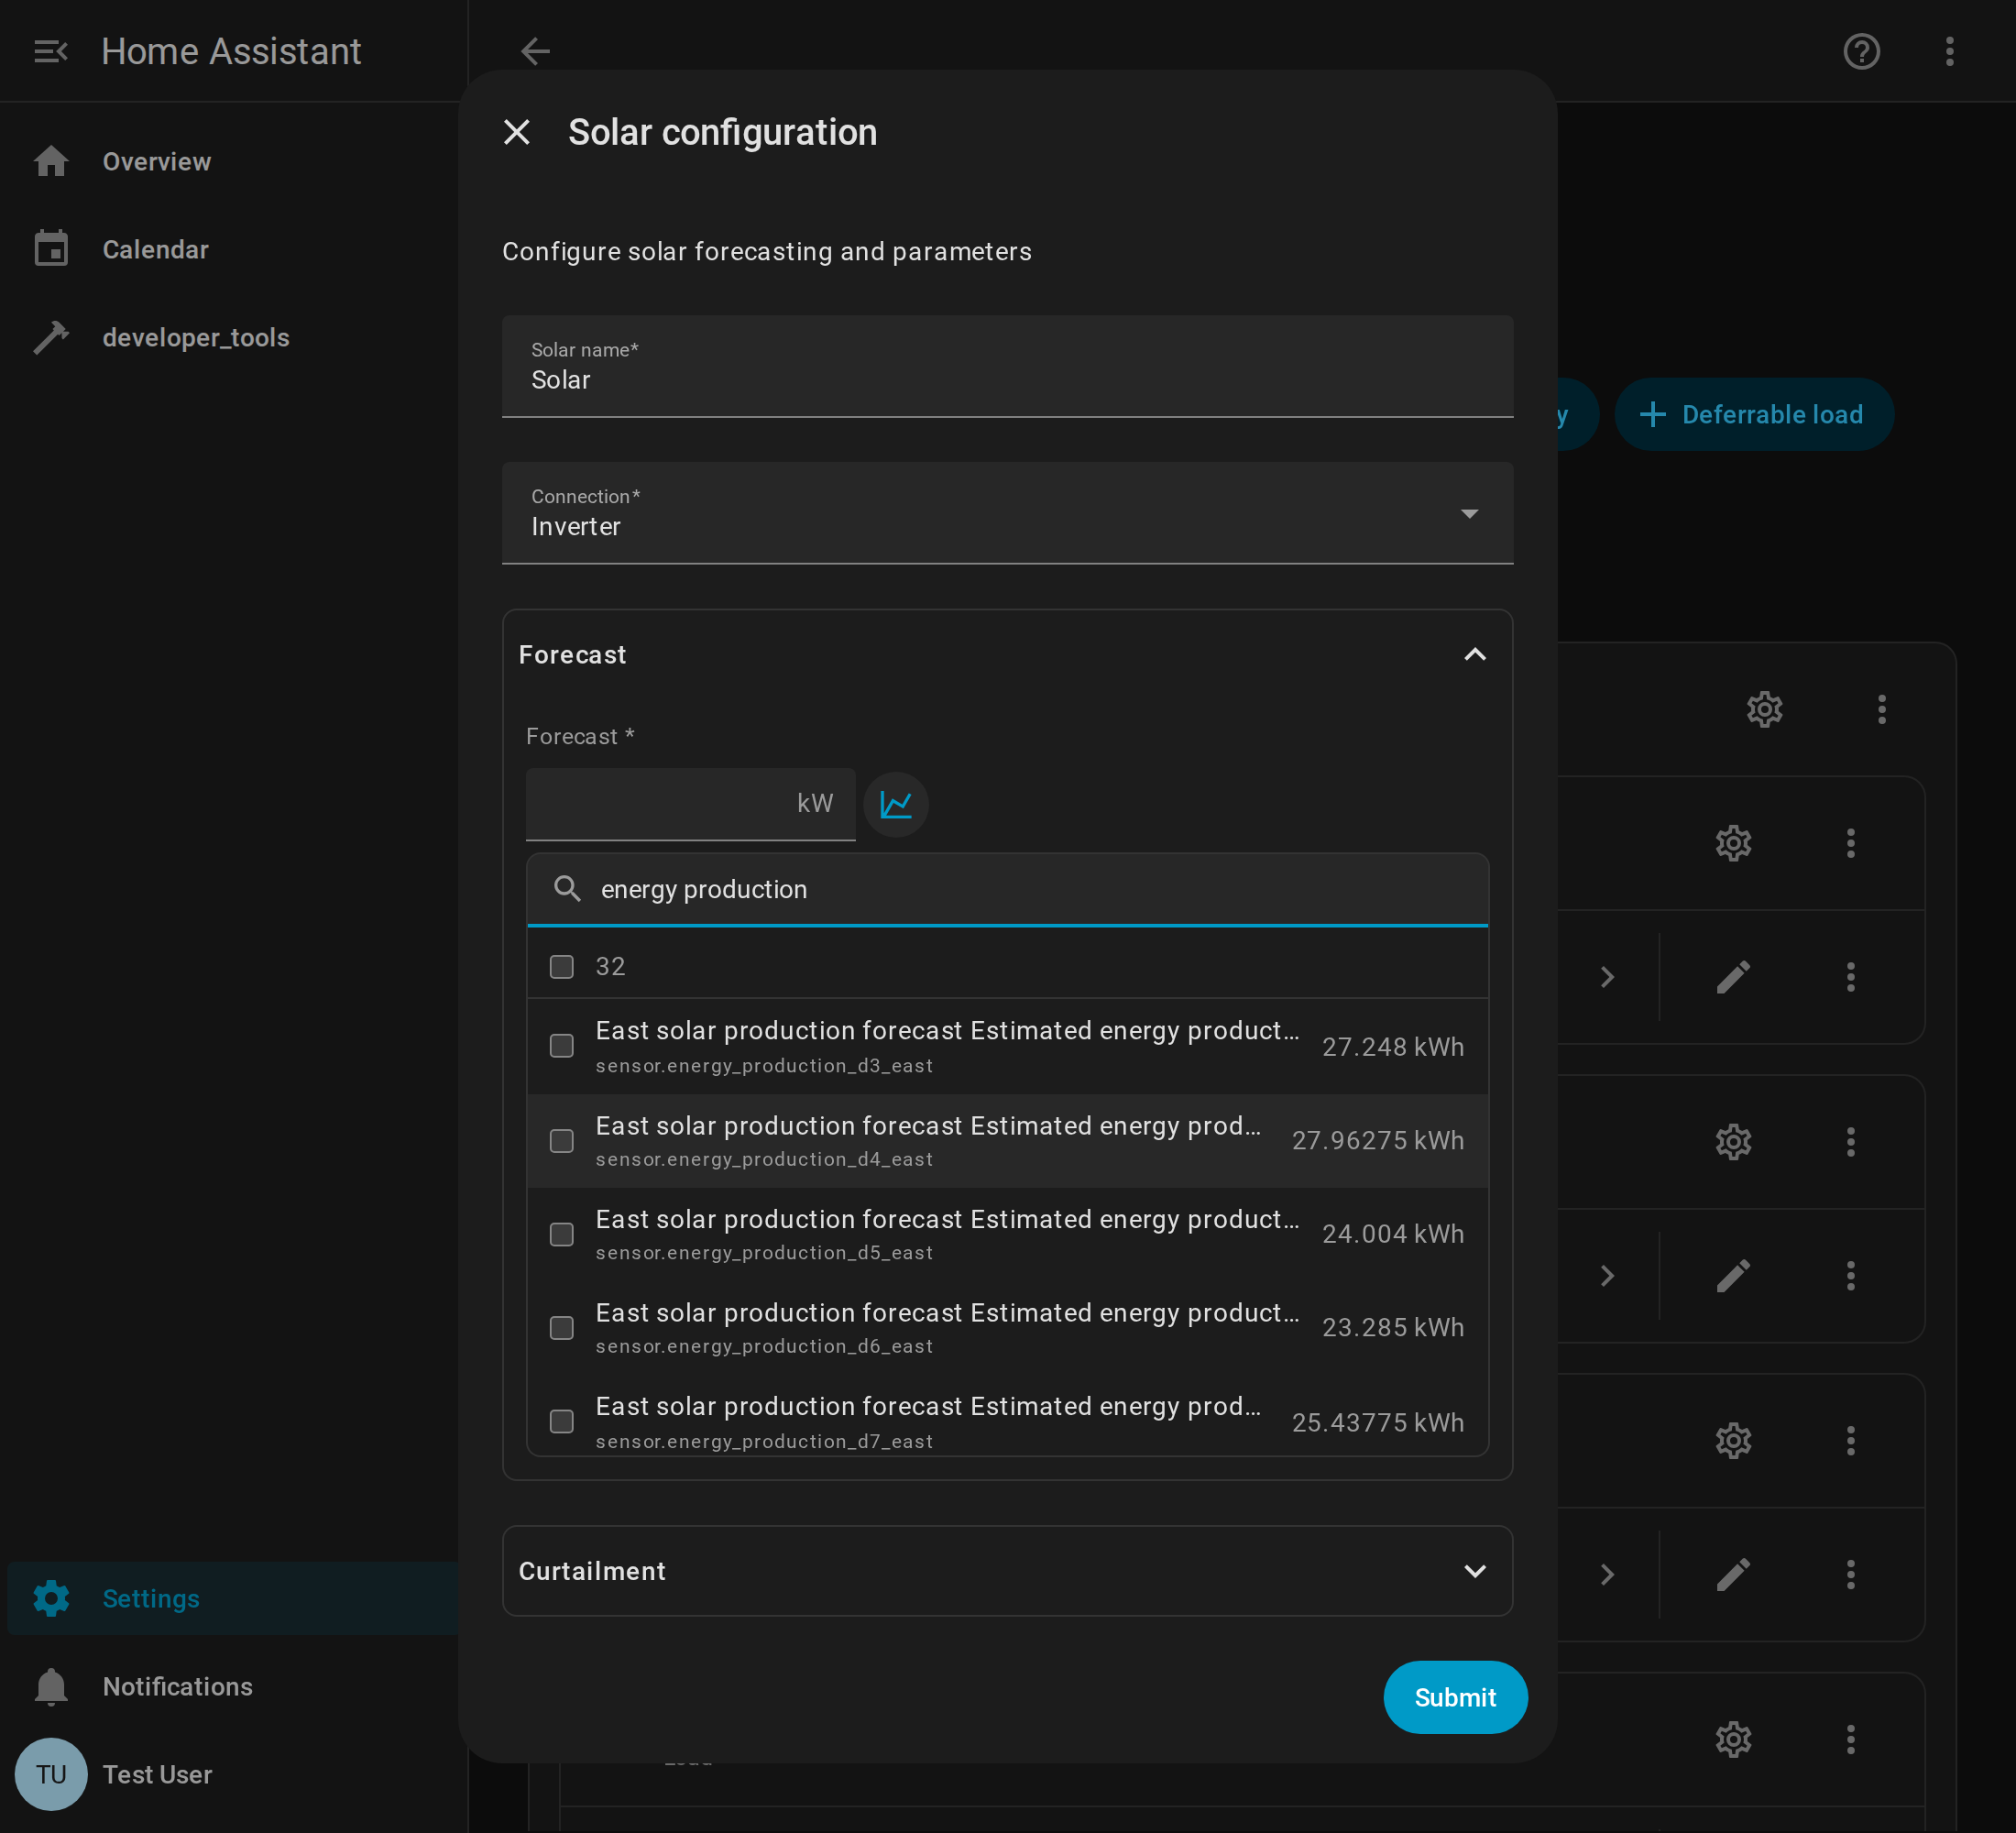 Home Assistant
Overview
Calendar
developer_tools
Solar configuration
Configure solar forecasting and parameters
Solar name*
Solar
Connection*
Inverter
y
Deferrable load
Forecast
Forecast *
kW
energy production
32
East solar production forecast Estimated energy product… 27.248 kWh
sensor.energy_production_d3_east
East solar production forecast Estimated energy prod… 27.96275 kWh
sensor.energy_production_d4_east
East solar production forecast Estimated energy product… 24.004 kWh
sensor.energy_production_d5_east
East solar production forecast Estimated energy product… 23.285 kWh
sensor.energy_production_d6_east
East solar production forecast Estimated energy prod… 25.43775 kWh
sensor.energy_production_d7_east
Curtailment
Submit
Settings
Notifications
TU Test User